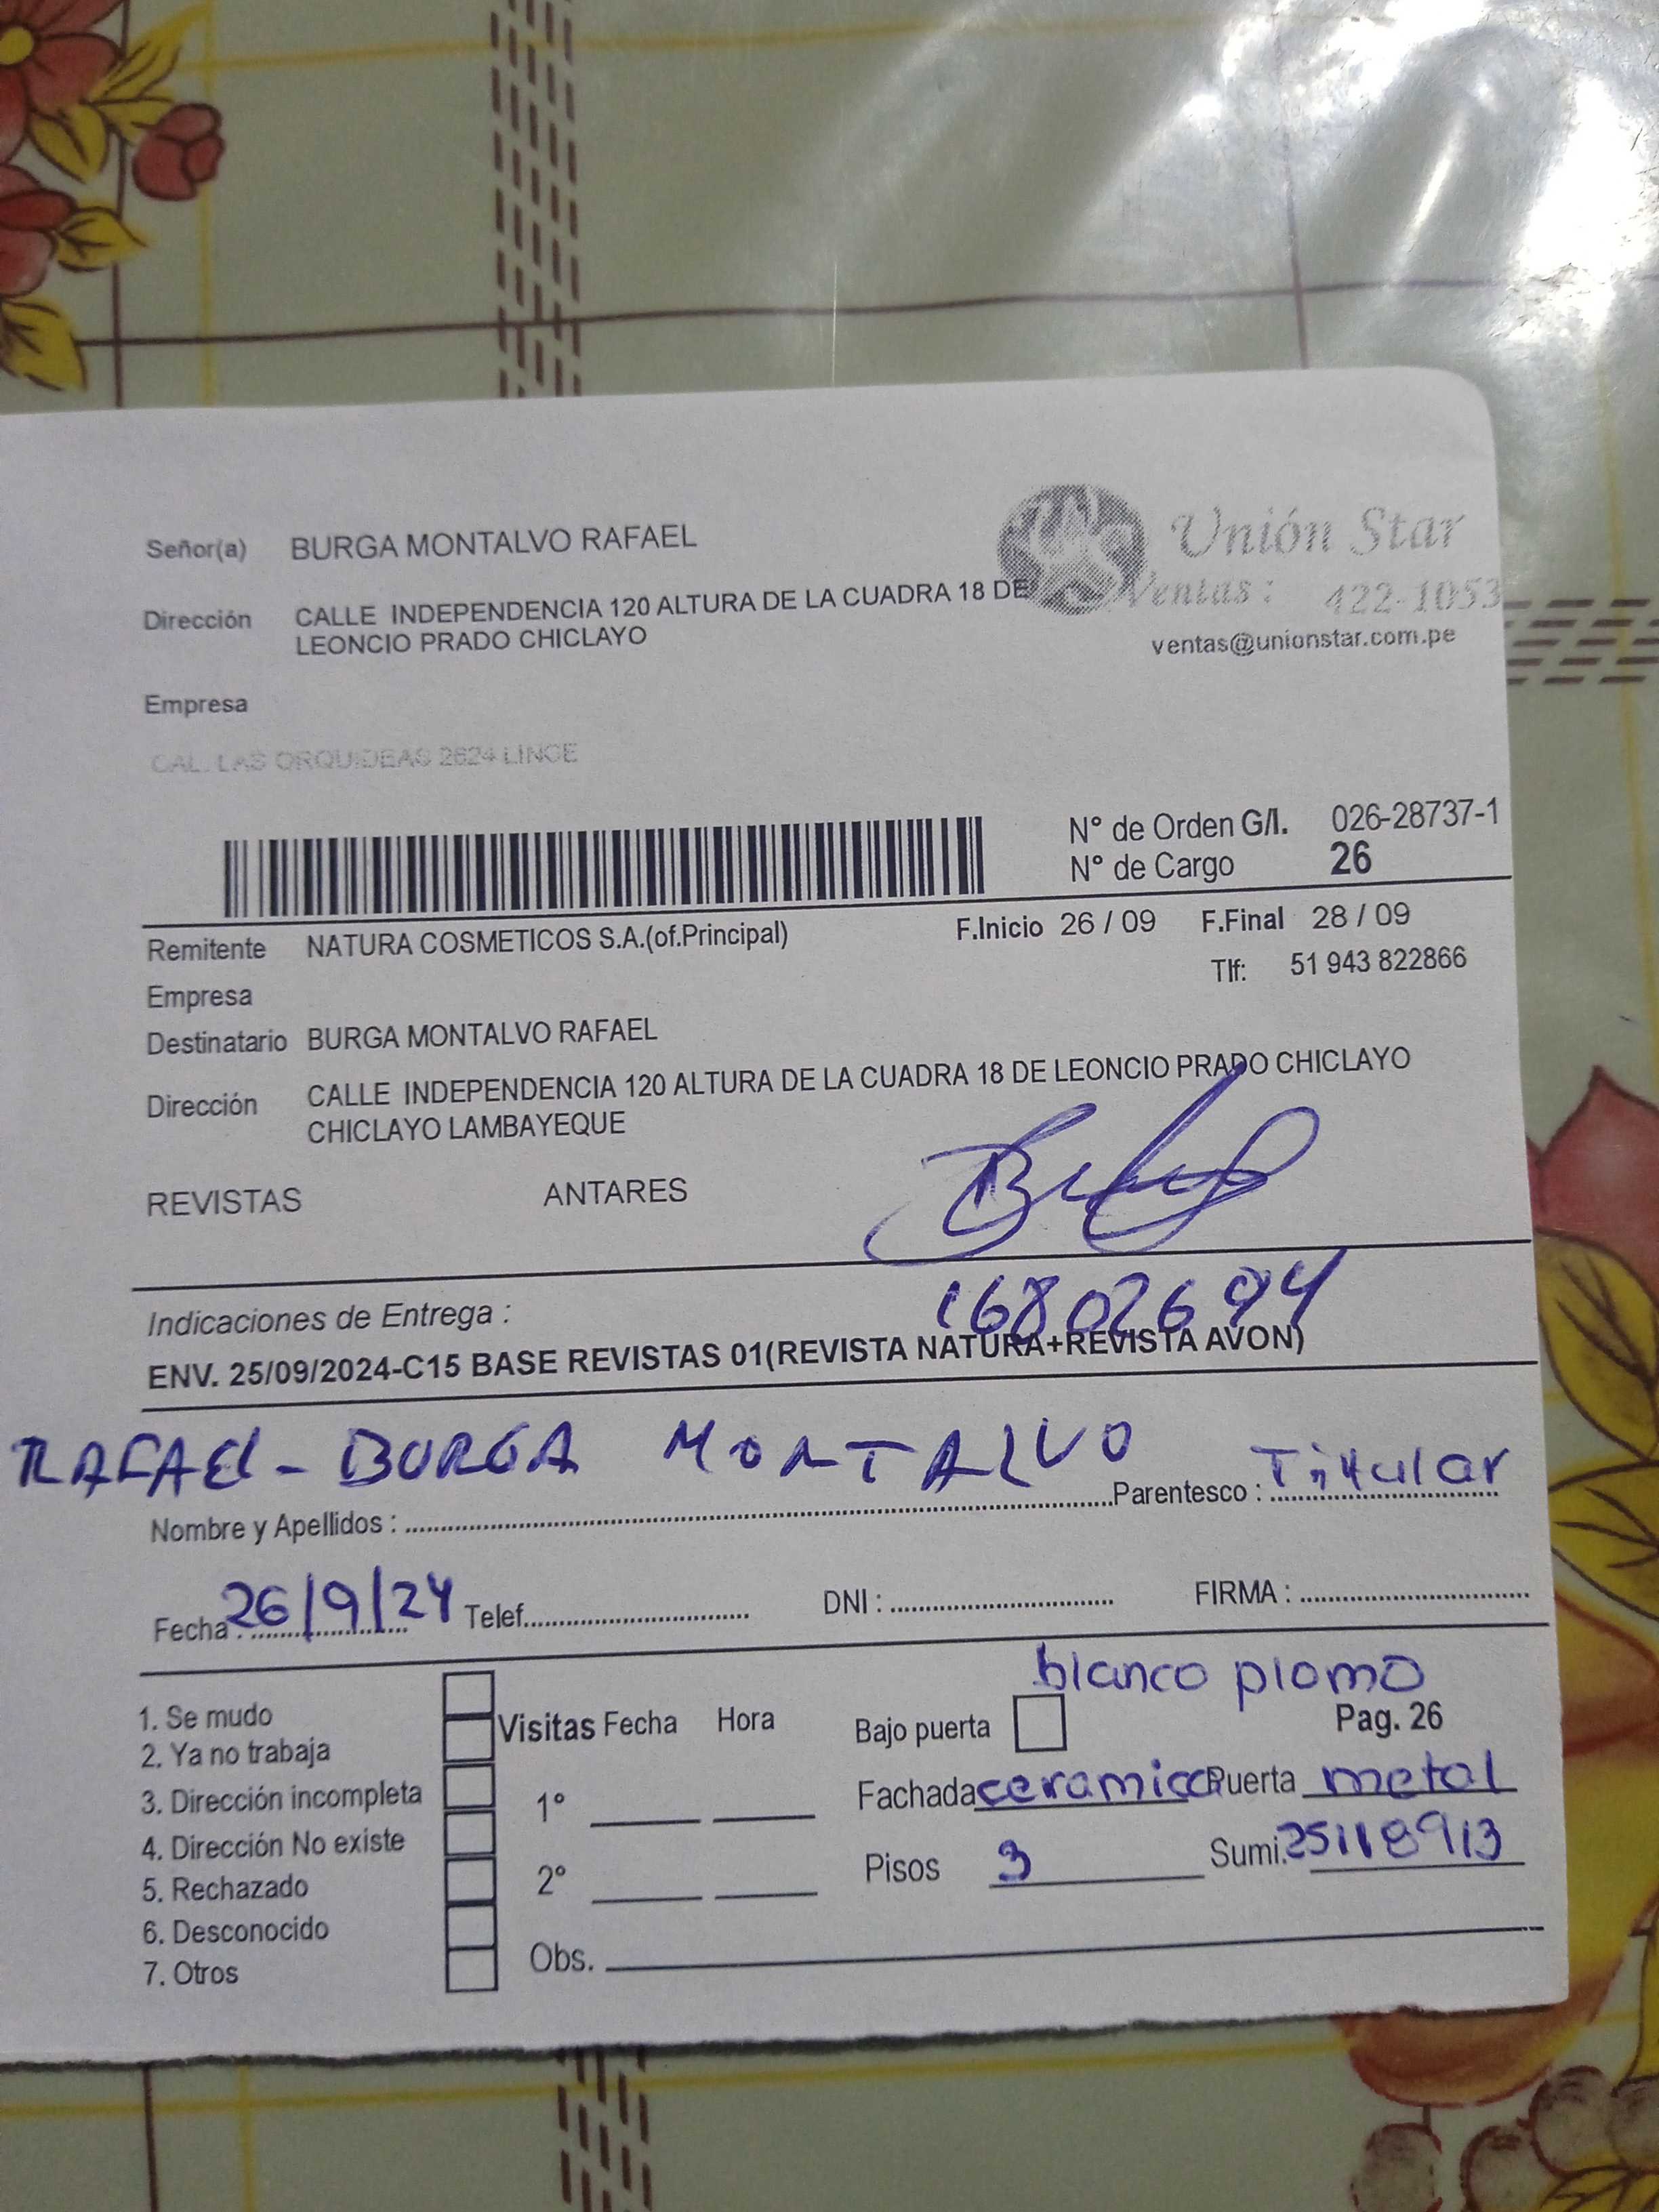 Señor(a) BURGA MONTALVO RAFAEL
Unión Star
Dirección CALLE INDEPENDENCIA 120 ALTURA DE LA CUADRA 18 DE
LEONCIO PRADO CHICLAYO
Ventas : 422-1053
ventas@unionstar.com.pe
Empresa
CAL. LAS ORQUIDEAS 2624 LINCE
N° de Orden G/I. 026-28737-1
N° de Cargo 26
Remitente NATURA COSMETICOS S.A.(of.Principal) F.Inicio 26 / 09 F.Final 28 / 09
Tlf: 51 943 822866
Empresa
Destinatario BURGA MONTALVO RAFAEL
Dirección CALLE INDEPENDENCIA 120 ALTURA DE LA CUADRA 18 DE LEONCIO PRADO CHICLAYO
CHICLAYO LAMBAYEQUE
REVISTAS ANTARES
Indicaciones de Entrega :
16802694
ENV. 25/09/2024-C15 BASE REVISTAS 01(REVISTA NATURA+REVISTA AVON)
RAFAEl - BURGA MONTALVO
Nombre y Apellidos : Parentesco : Titular
Fecha : 26/9/24 Telef. DNI : FIRMA :
blanco plomo
1. Se mudo
2. Ya no trabaja
3. Dirección incompleta
4. Dirección No existe
5. Rechazado
6. Desconocido
7. Otros
Visitas Fecha Hora
1°
2°
Obs.
Bajo puerta Pag. 26
Fachada ceramica Puerta metal
Pisos 3 Sumi. 25118913